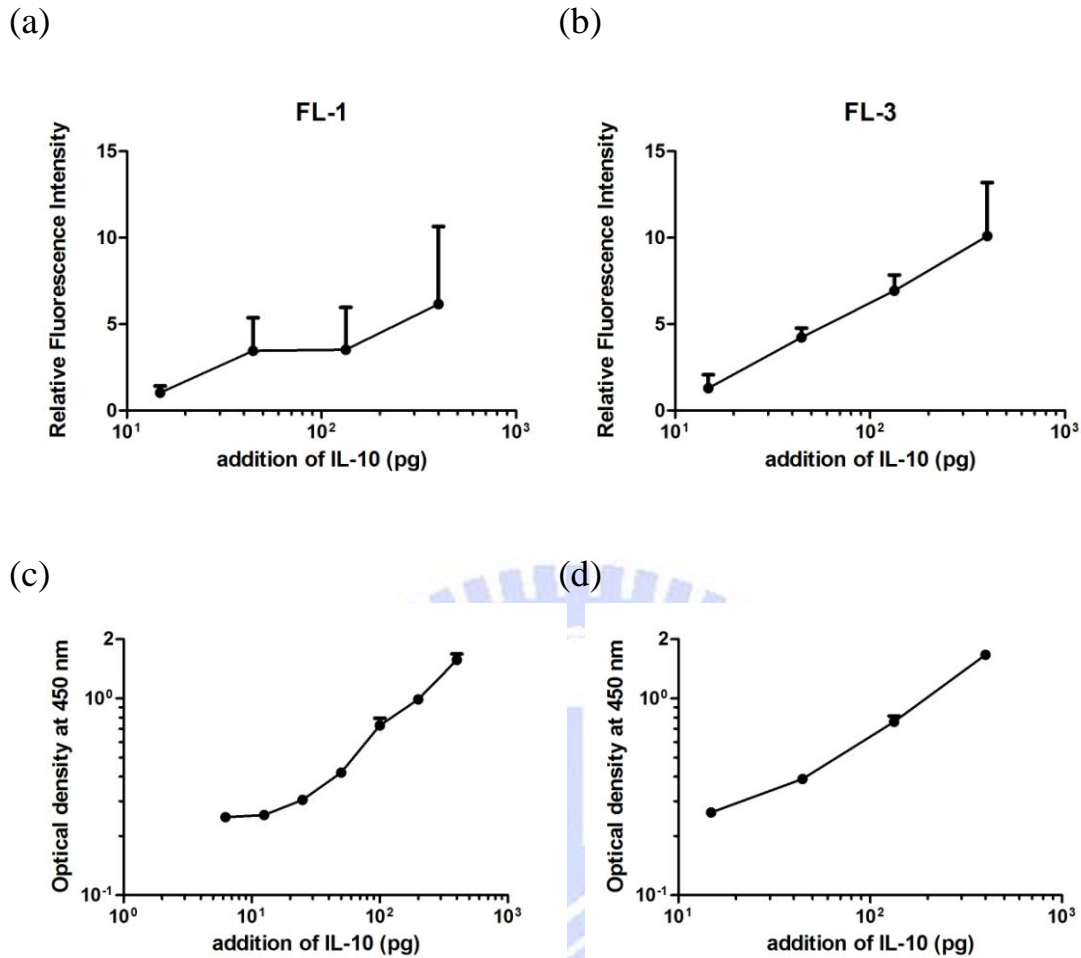 (a)
FL-1
Relative Fluorescence Intensity
15
10
5
0
10¹ 10² 10³
addition of IL-10 (pg)
(b)
FL-3
Relative Fluorescence Intensity
15
10
5
0
10¹ 10² 10³
addition of IL-10 (pg)
(c)
Optical density at 450 nm
2
10⁰
10⁻¹
10⁰ 10¹ 10² 10³
addition of IL-10 (pg)
(d)
Optical density at 450 nm
2
10⁰
10⁻¹
10¹ 10² 10³
addition of IL-10 (pg)